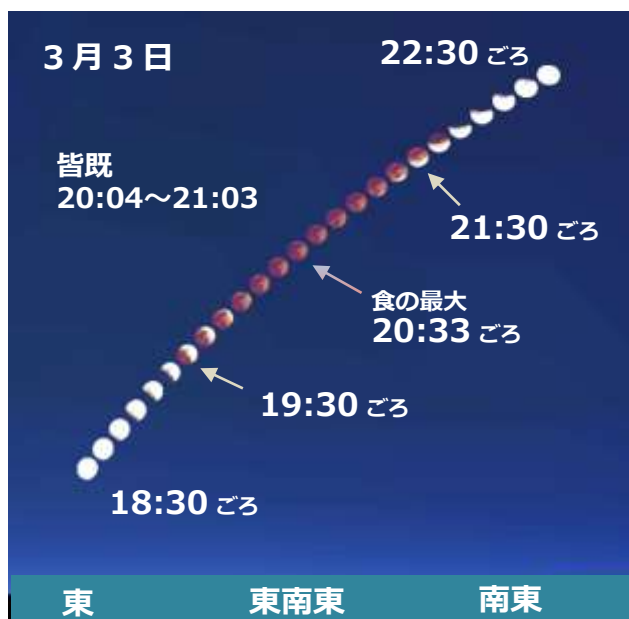 ３月３日
22:30 ごろ
皆既
20:04～21:03
21:30 ごろ
食の最大
20:33 ごろ
19:30 ごろ
18:30 ごろ
東 東南東 南東